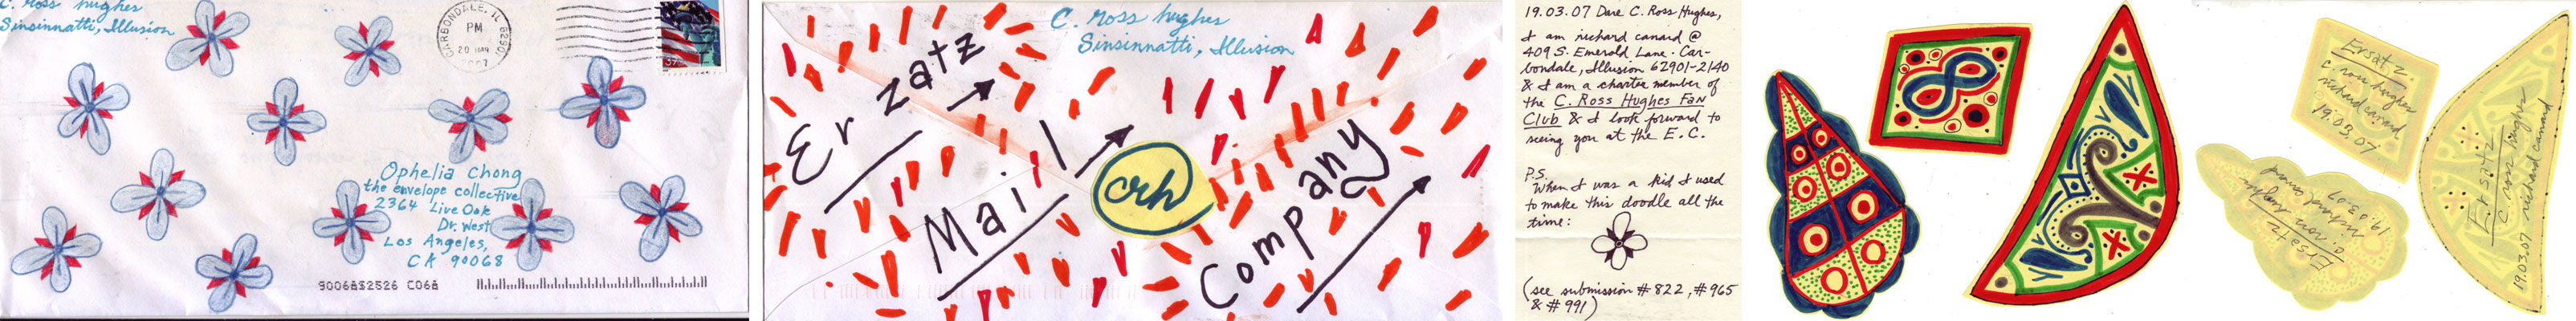 C. Ross hughes
Sinsinnatti, Illusion
CARBONDALE, IL 62901
PM
20 MAR
2007
37
Ophelia Chong
the envelope collective
2364 Live Oak
Dr. West
Los Angeles,
CA 90068
C. Ross hughes
Sinsinnatti, Illusion
Erzatz
Mail
crh
Company
19.03.07 Dare C. Ross Hughes,
I am richard canard @
409 S. Emerald Lane. Car-
bondale, Illusion 62901-2140
& I am a charter member of
the C. Ross Hughes Fan
Club & I look forward to
seeing you at the E.C.
P.S.
When I was a kid I used
to make this doodle all the
time:
(see submission #822, #965
& #991)
Ersatz
c. ross hughes
richard canard
19.03.07
Ersatz
c. ross hughes
richard canard
19.03.07
Ersatz
c. ross hughes
richard canard
19.03.07